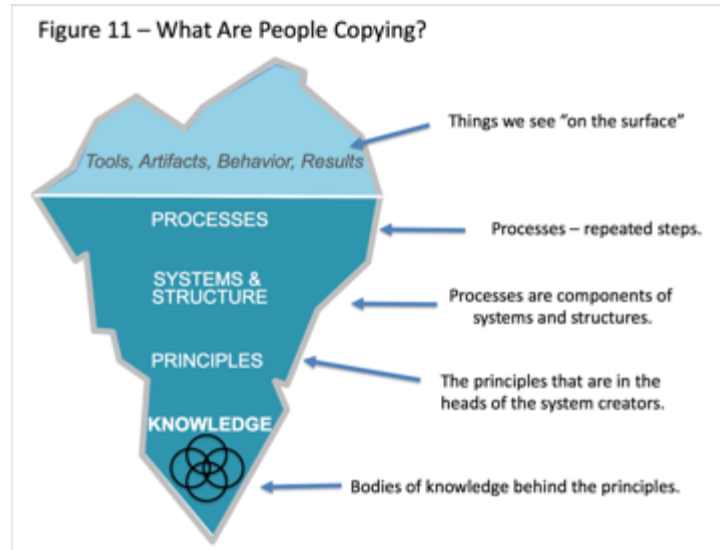 Figure 11 – What Are People Copying?
Things we see “on the surface”
Tools, Artifacts, Behavior, Results
PROCESSES
Processes – repeated steps.
SYSTEMS &
STRUCTURE
Processes are components of
systems and structures.
PRINCIPLES
The principles that are in the
heads of the system creators.
KNOWLEDGE
Bodies of knowledge behind the principles.